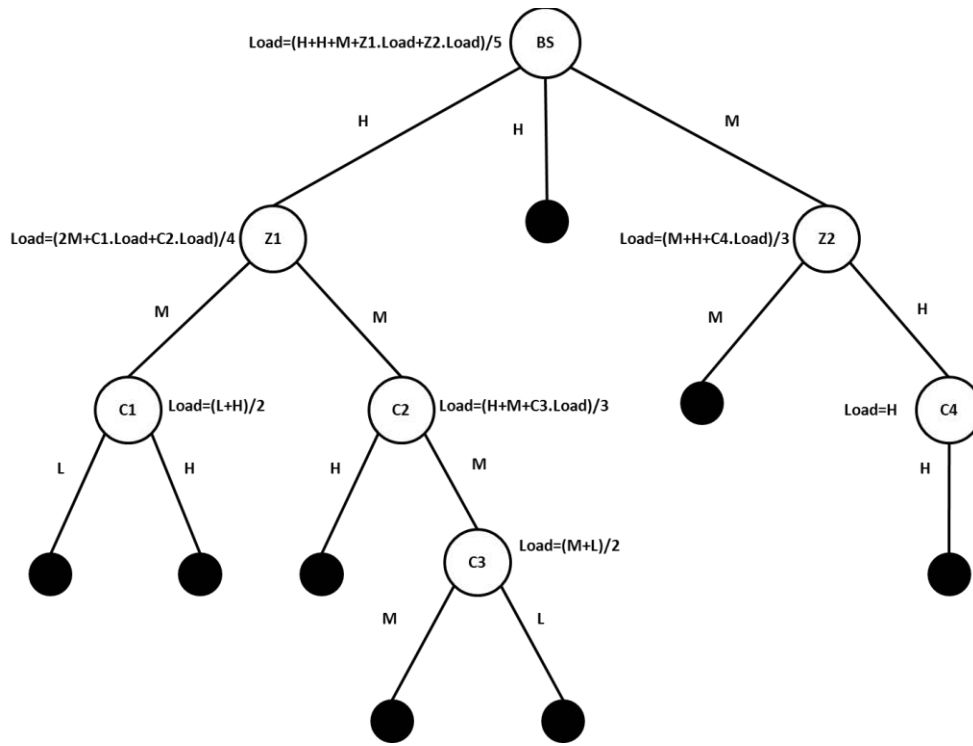 Load=(H+H+M+Z1.Load+Z2.Load)/5
BS
H
H
M
Load=(2M+C1.Load+C2.Load)/4
Z1
Load=(M+H+C4.Load)/3
Z2
M
M
M
H
C1
Load=(L+H)/2
C2
Load=(H+M+C3.Load)/3
Load=H
C4
L
H
H
M
H
C3
Load=(M+L)/2
M
L